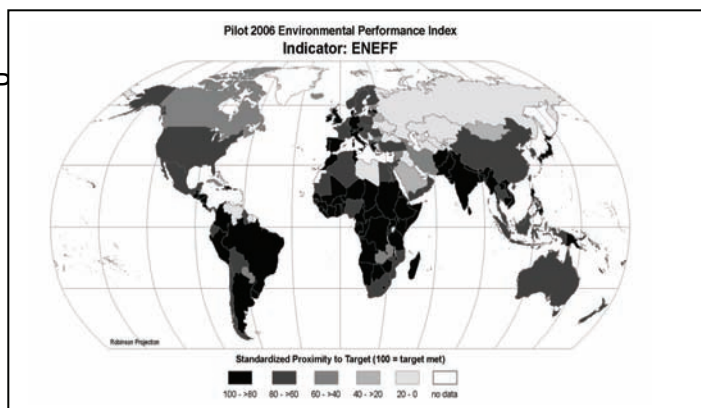 Pilot 2006 Environmental Performance Index
Indicator: ENEFF
P
Robinson Projection
Standardized Proximity to Target (100 = target met)
100 - >80 80 - >60 60 - >40 40 - >20 20 - 0 no data